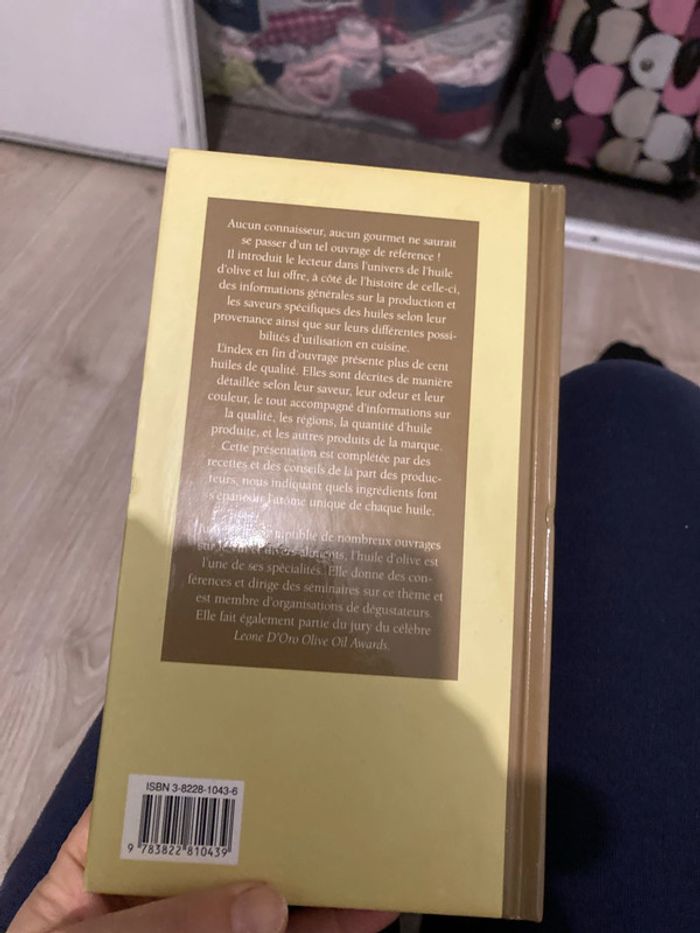 Aucun connaisseur, aucun gourmet ne saurait
se passer d'un tel ouvrage de référence !
Il introduit le lecteur dans l'univers de l'huile
d'olive et lui offre, à côté de l'histoire de celle-ci,
des informations générales sur la production et
les saveurs spécifiques des huiles selon leur
provenance ainsi que sur leurs différentes possi-
bilités d'utilisation en cuisine.
L'index en fin d'ouvrage présente plus de cent
huiles de qualité. Elles sont décrites de manière
détaillée selon leur saveur, leur odeur et leur
couleur, le tout accompagné d'informations sur
la qualité, les régions, la quantité d'huile
produite, et les autres produits de la marque.
Cette présentation est complétée par des
recettes et des conseils de la part des produc-
teurs, nous indiquant quels ingrédients font
s'épanouir l'arôme unique de chaque huile.
publié de nombreux ouvrages
divers aliments, l'huile d'olive est
l'une de ses spécialités. Elle donne des con-
férences et dirige des séminaires sur ce thème et
est membre d'organisations de dégustateurs.
Elle fait également partie du jury du célèbre
Leone D'Oro Olive Oil Awards.
ISBN 3-8228-1043-6
9 783822 810439